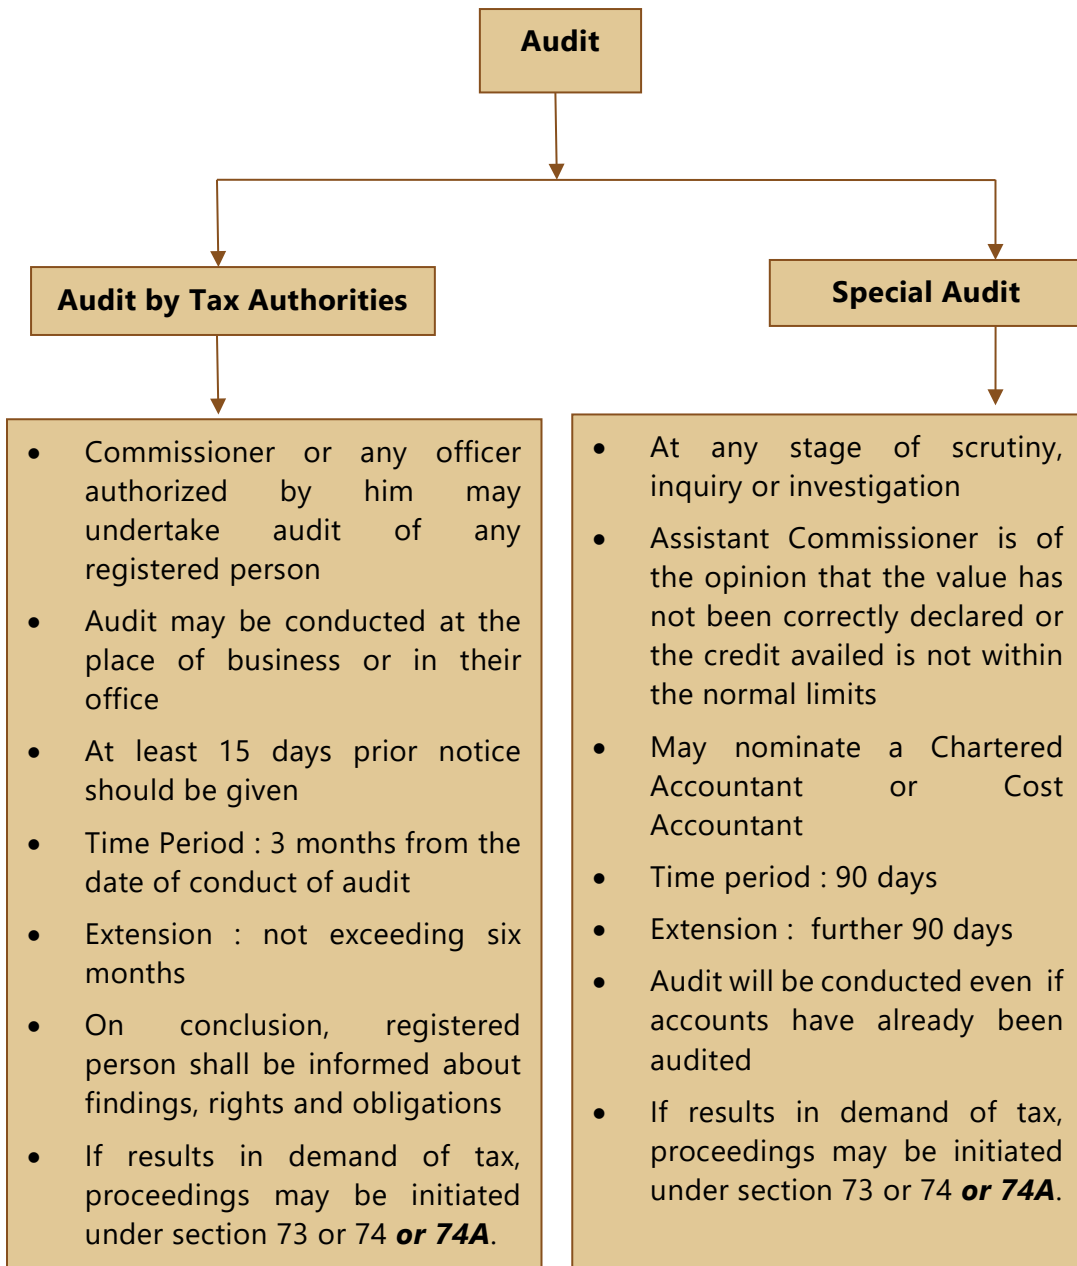 Audit
Audit by Tax Authorities
• Commissioner or any officer
authorized by him may
undertake audit of any
registered person
• Audit may be conducted at the
place of business or in their
office
• At least 15 days prior notice
should be given
• Time Period : 3 months from the
date of conduct of audit
• Extension : not exceeding six
months
• On conclusion, registered
person shall be informed about
findings, rights and obligations
• If results in demand of tax,
proceedings may be initiated
under section 73 or 74 or 74A.
Special Audit
• At any stage of scrutiny,
inquiry or investigation
• Assistant Commissioner is of
the opinion that the value has
not been correctly declared or
the credit availed is not within
the normal limits
• May nominate a Chartered
Accountant or Cost
Accountant
• Time period : 90 days
• Extension : further 90 days
• Audit will be conducted even if
accounts have already been
audited
• If results in demand of tax,
proceedings may be initiated
under section 73 or 74 or 74A.